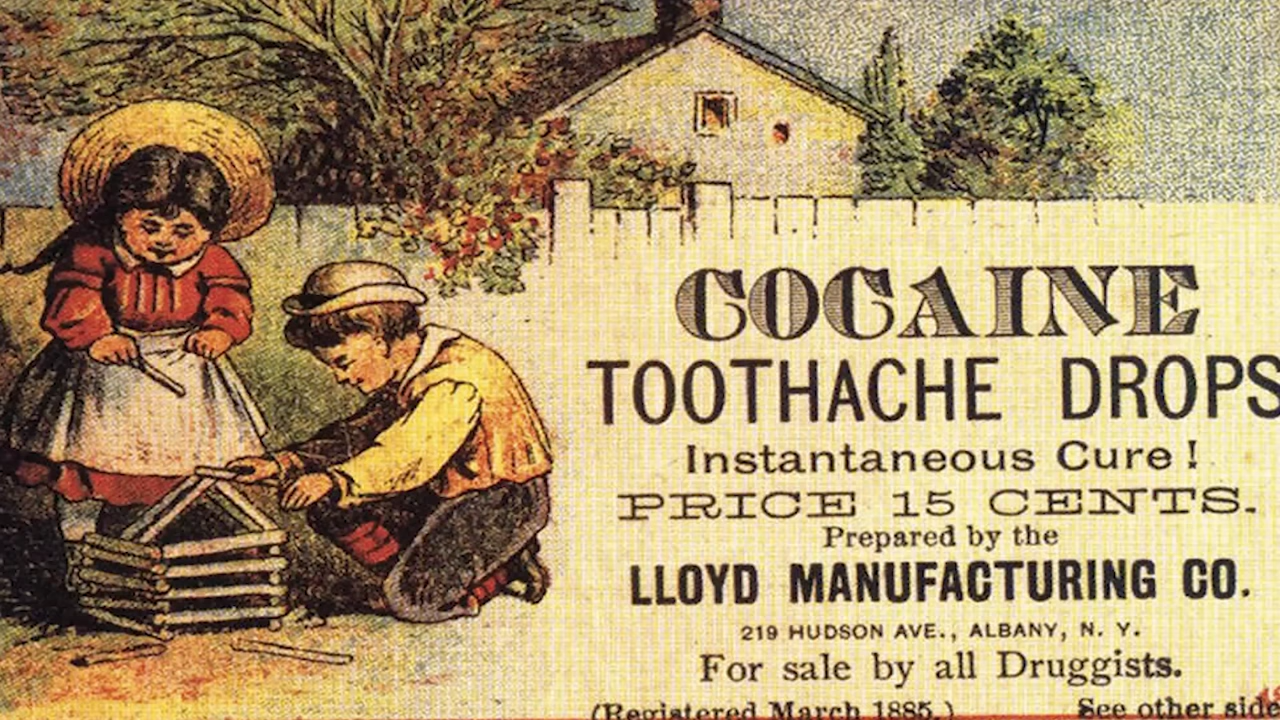 COCAINE
TOOTHACHE DROPS
Instantaneous Cure!
PRICE 15 CENTS.
Prepared by the
LLOYD MANUFACTURING CO.
219 HUDSON AVE., ALBANY, N. Y.
For sale by all Druggists.
(Registered March 1885.) See other side